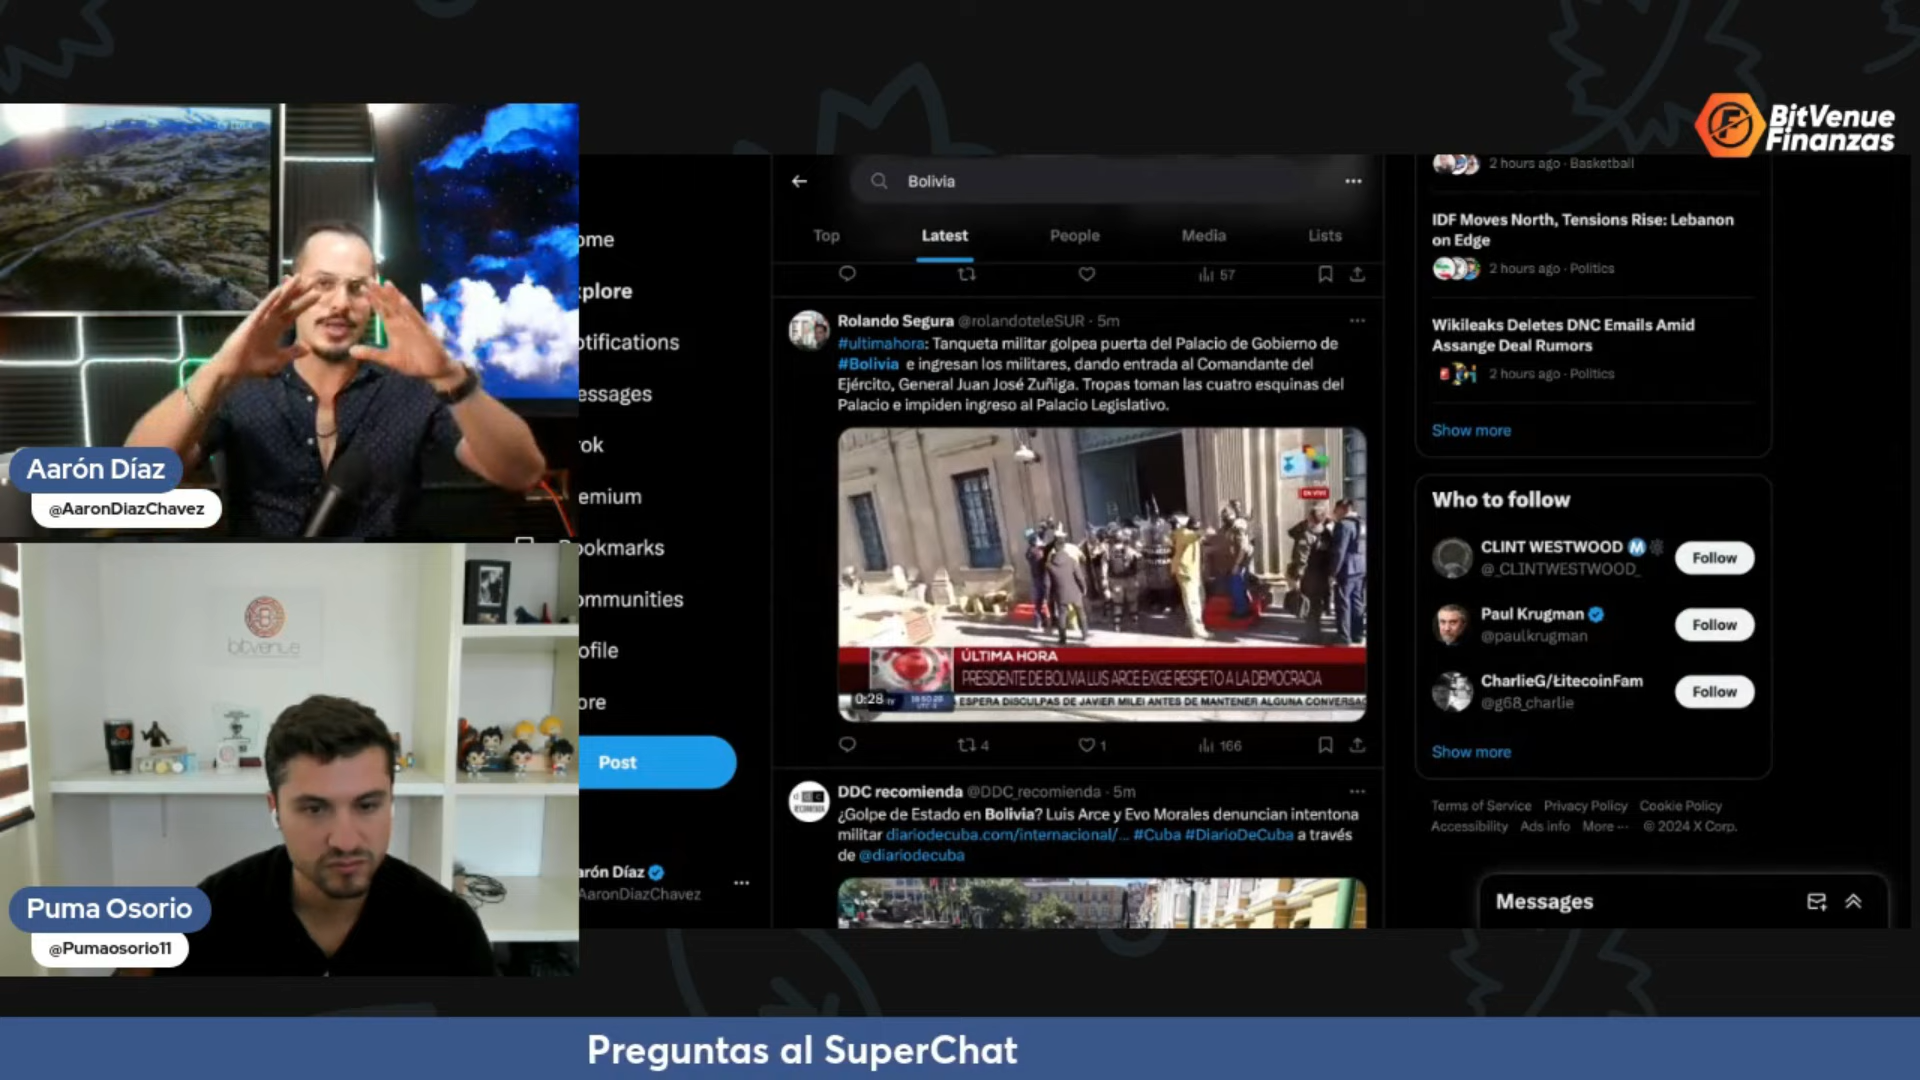 BitVenue
Finanzas
Aarón Díaz
@AaronDiazChavez
bitvenue
Puma Osorio
@Pumaosorio11
ome
xplore
otifications
essages
ok
emium
ookmarks
ommunities
ofile
ore
Post
arón Díaz
AaronDiazChavez
Bolivia
Top
Latest
People
Media
Lists
57
Rolando Segura @rolandoteleSUR · 5m
#ultimahora: Tanqueta militar golpea puerta del Palacio de Gobierno de
#Bolivia e ingresan los militares, dando entrada al Comandante del
Ejército, General Juan José Zuñiga. Tropas toman las cuatro esquinas del
Palacio e impiden ingreso al Palacio Legislativo.
EN VIVO
ÚLTIMA HORA
PRESIDENTE DE BOLIVIA LUIS ARCE EXIGE RESPETO A LA DEMOCRACIA
0:28
ESPERA DISCULPAS DE JAVIER MILEI ANTES DE MANTENER ALGUNA CONVERSAC
4
1
166
DDC recomienda @DDC_recomienda · 5m
¿Golpe de Estado en Bolivia? Luis Arce y Evo Morales denuncian intentona
militar diariodecuba.com/internacional/... #Cuba #DiarioDeCuba a través
de @diariodecuba
2 hours ago · Basketball
IDF Moves North, Tensions Rise: Lebanon
on Edge
2 hours ago · Politics
Wikileaks Deletes DNC Emails Amid
Assange Deal Rumors
2 hours ago · Politics
Show more
Who to follow
CLINT WESTWOOD
@_CLINTWESTWOOD_
Follow
Paul Krugman
@paulkrugman
Follow
CharlieG/ŁitecoinFam
@g68_charlie
Follow
Show more
Terms of Service Privacy Policy Cookie Policy
Accessibility Ads info More ··· © 2024 X Corp.
Messages
Preguntas al SuperChat